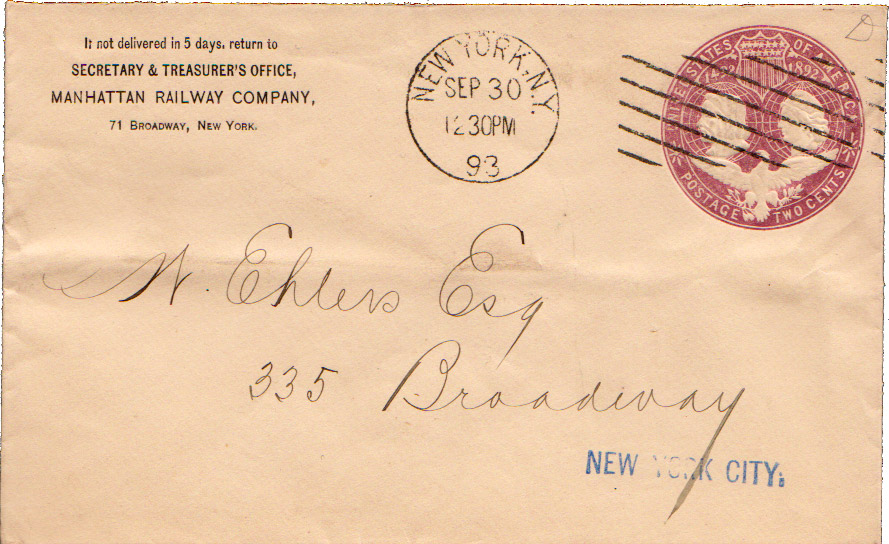 If not delivered in 5 days, return to
SECRETARY & TREASURER'S OFFICE,
MANHATTAN RAILWAY COMPANY,
71 BROADWAY, NEW YORK.
NEW YORK, N.Y.
SEP 30
12 30PM
93
UNITED STATES OF AMERICA
1492 1892
POSTAGE TWO CENTS
D
W. Ehlers Esq
335 Broadway
NEW YORK CITY.